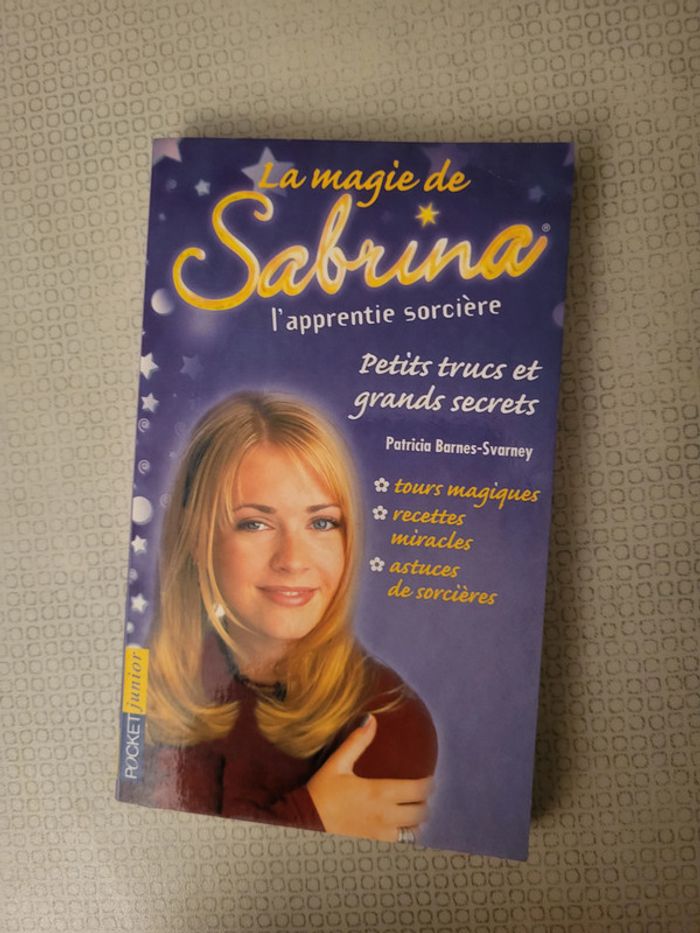 La magie de
Sabrina®
l'apprentie sorcière
Petits trucs et
grands secrets
Patricia Barnes-Svarney
tours magiques
recettes
miracles
astuces
de sorcières
POCKET junior